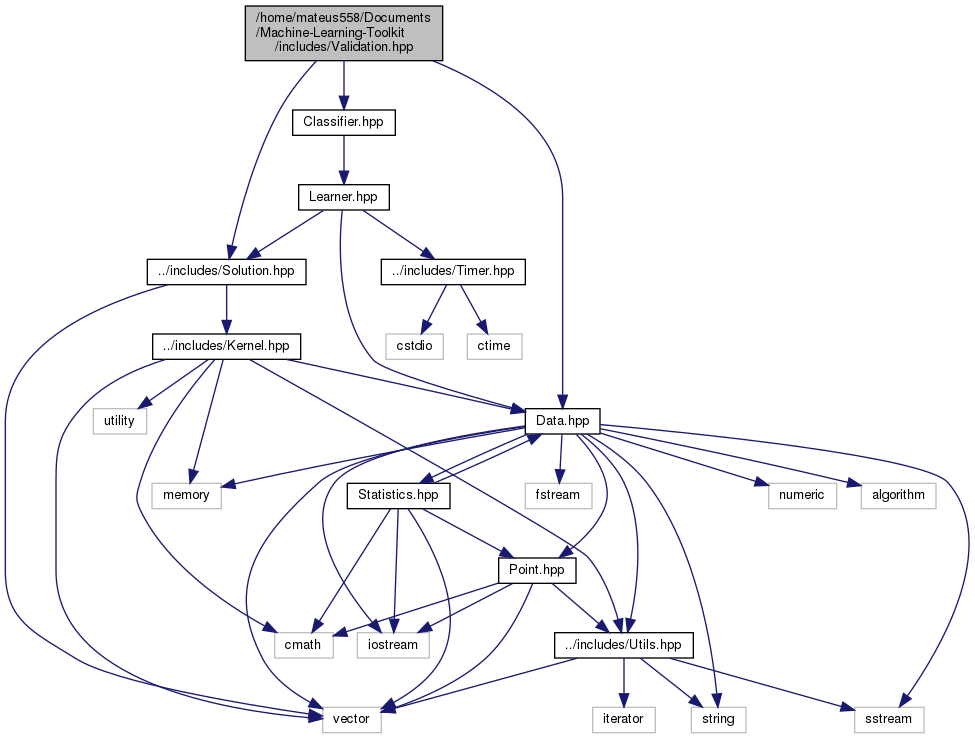 /home/mateus558/Documents
/Machine-Learning-Toolkit
/includes/Validation.hpp
Classifier.hpp
Learner.hpp
../includes/Solution.hpp
../includes/Timer.hpp
../includes/Kernel.hpp
cstdio
ctime
utility
Data.hpp
memory
Statistics.hpp
fstream
numeric
algorithm
Point.hpp
cmath
iostream
../includes/Utils.hpp
vector
iterator
string
sstream